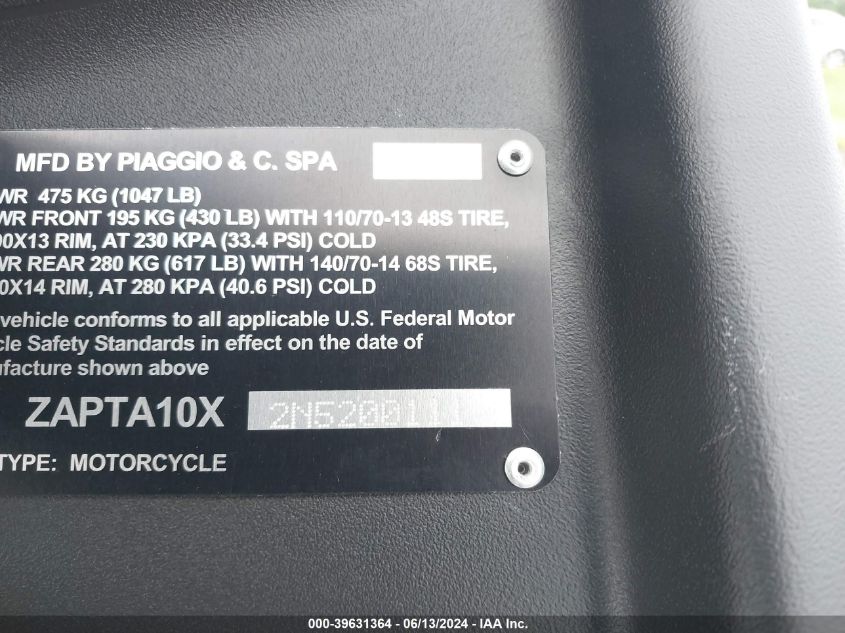 MFD BY PIAGGIO & C. SPA
WR 475 KG (1047 LB)
WR FRONT 195 KG (430 LB) WITH 110/70-13 48S TIRE,
00X13 RIM, AT 230 KPA (33.4 PSI) COLD
WR REAR 280 KG (617 LB) WITH 140/70-14 68S TIRE,
0X14 RIM, AT 280 KPA (40.6 PSI) COLD
vehicle conforms to all applicable U.S. Federal Motor
cle Safety Standards in effect on the date of
ufacture shown above
ZAPTA10X
TYPE: MOTORCYCLE
000-39631364 - 06/13/2024 - IAA Inc.